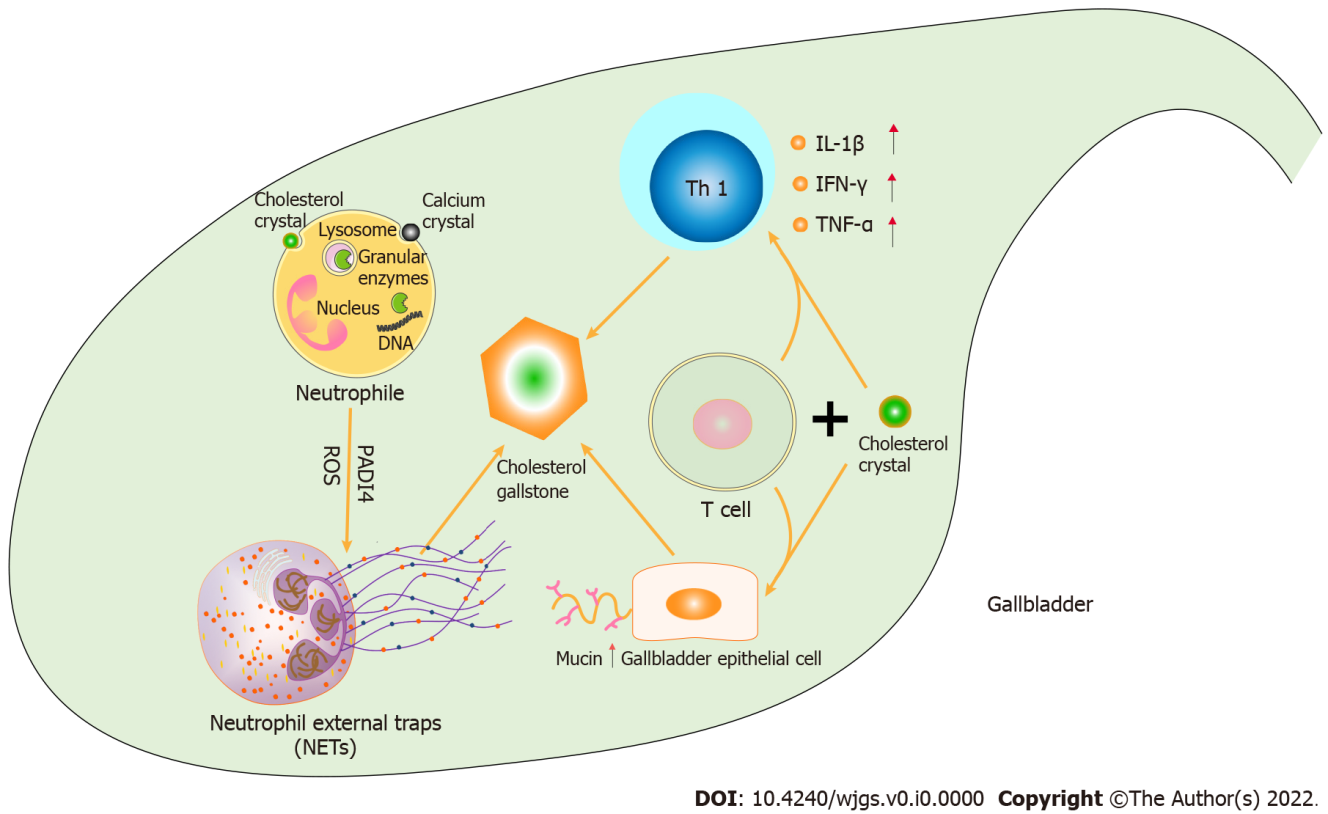 Th 1
IL-1β
IFN-γ
TNF-α
Cholesterol
crystal
Calcium
crystal
Lysosome
Granular
enzymes
Nucleus
DNA
Neutrophile
PADI4
ROS
Cholesterol
gallstone
T cell
+
Cholesterol
crystal
Gallbladder
Mucin
Gallbladder epithelial cell
Neutrophil external traps
(NETs)
DOI: 10.4240/wjgs.v0.i0.0000 Copyright ©The Author(s) 2022.